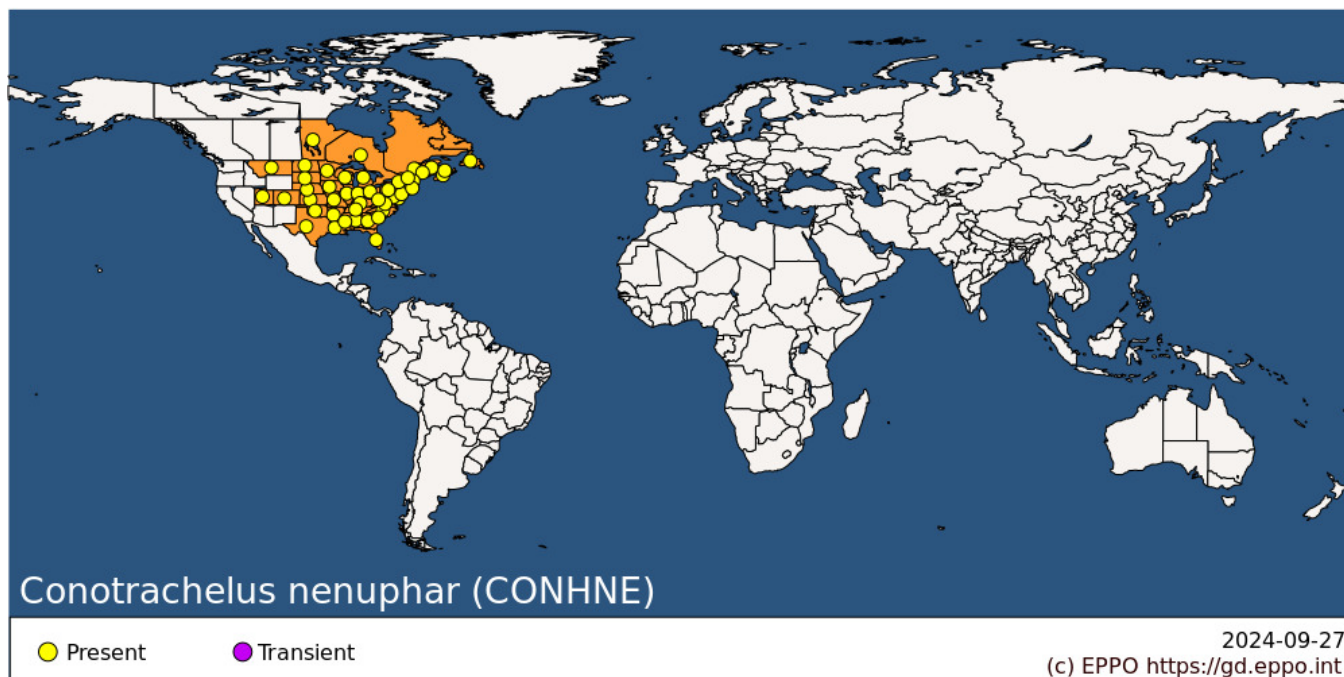 Conotrachelus nenuphar (CONHNE)
Present
Transient
2024-09-27
(c) EPPO https://gd.eppo.int